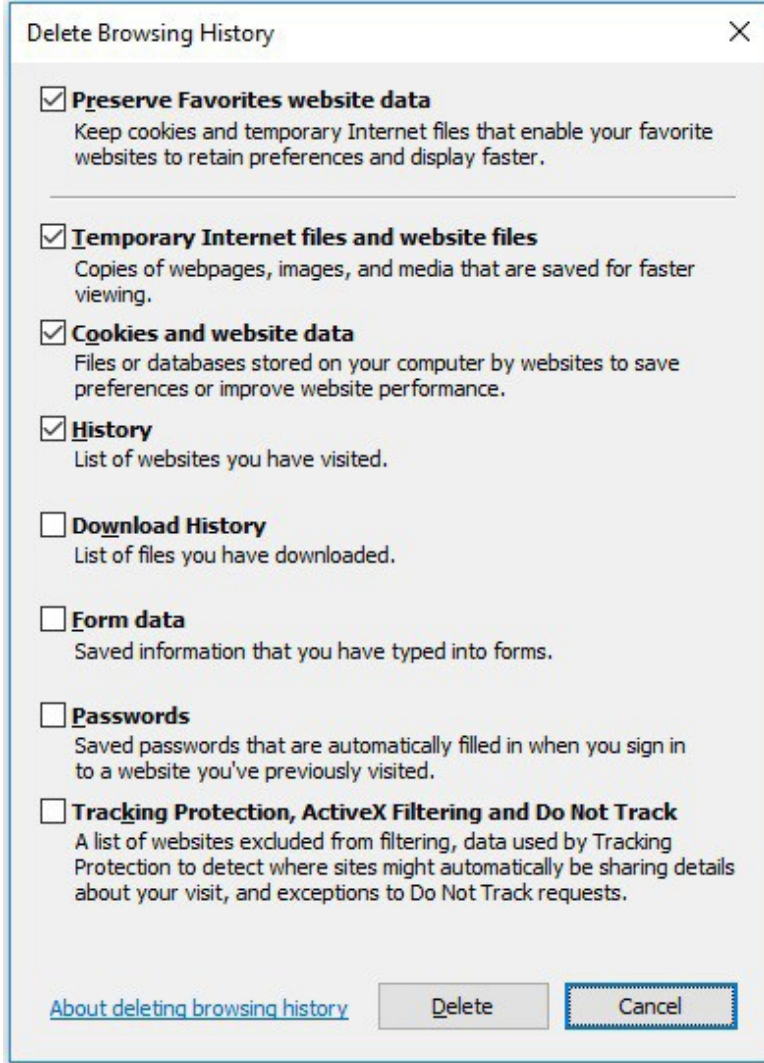 Delete Browsing History
Preserve Favorites website data
Keep cookies and temporary Internet files that enable your favorite
websites to retain preferences and display faster.
Temporary Internet files and website files
Copies of webpages, images, and media that are saved for faster
viewing.
Cookies and website data
Files or databases stored on your computer by websites to save
preferences or improve website performance.
History
List of websites you have visited.
Download History
List of files you have downloaded.
Form data
Saved information that you have typed into forms.
Passwords
Saved passwords that are automatically filled in when you sign in
to a website you've previously visited.
Tracking Protection, ActiveX Filtering and Do Not Track
A list of websites excluded from filtering, data used by Tracking
Protection to detect where sites might automatically be sharing details
about your visit, and exceptions to Do Not Track requests.
About deleting browsing history Delete Cancel